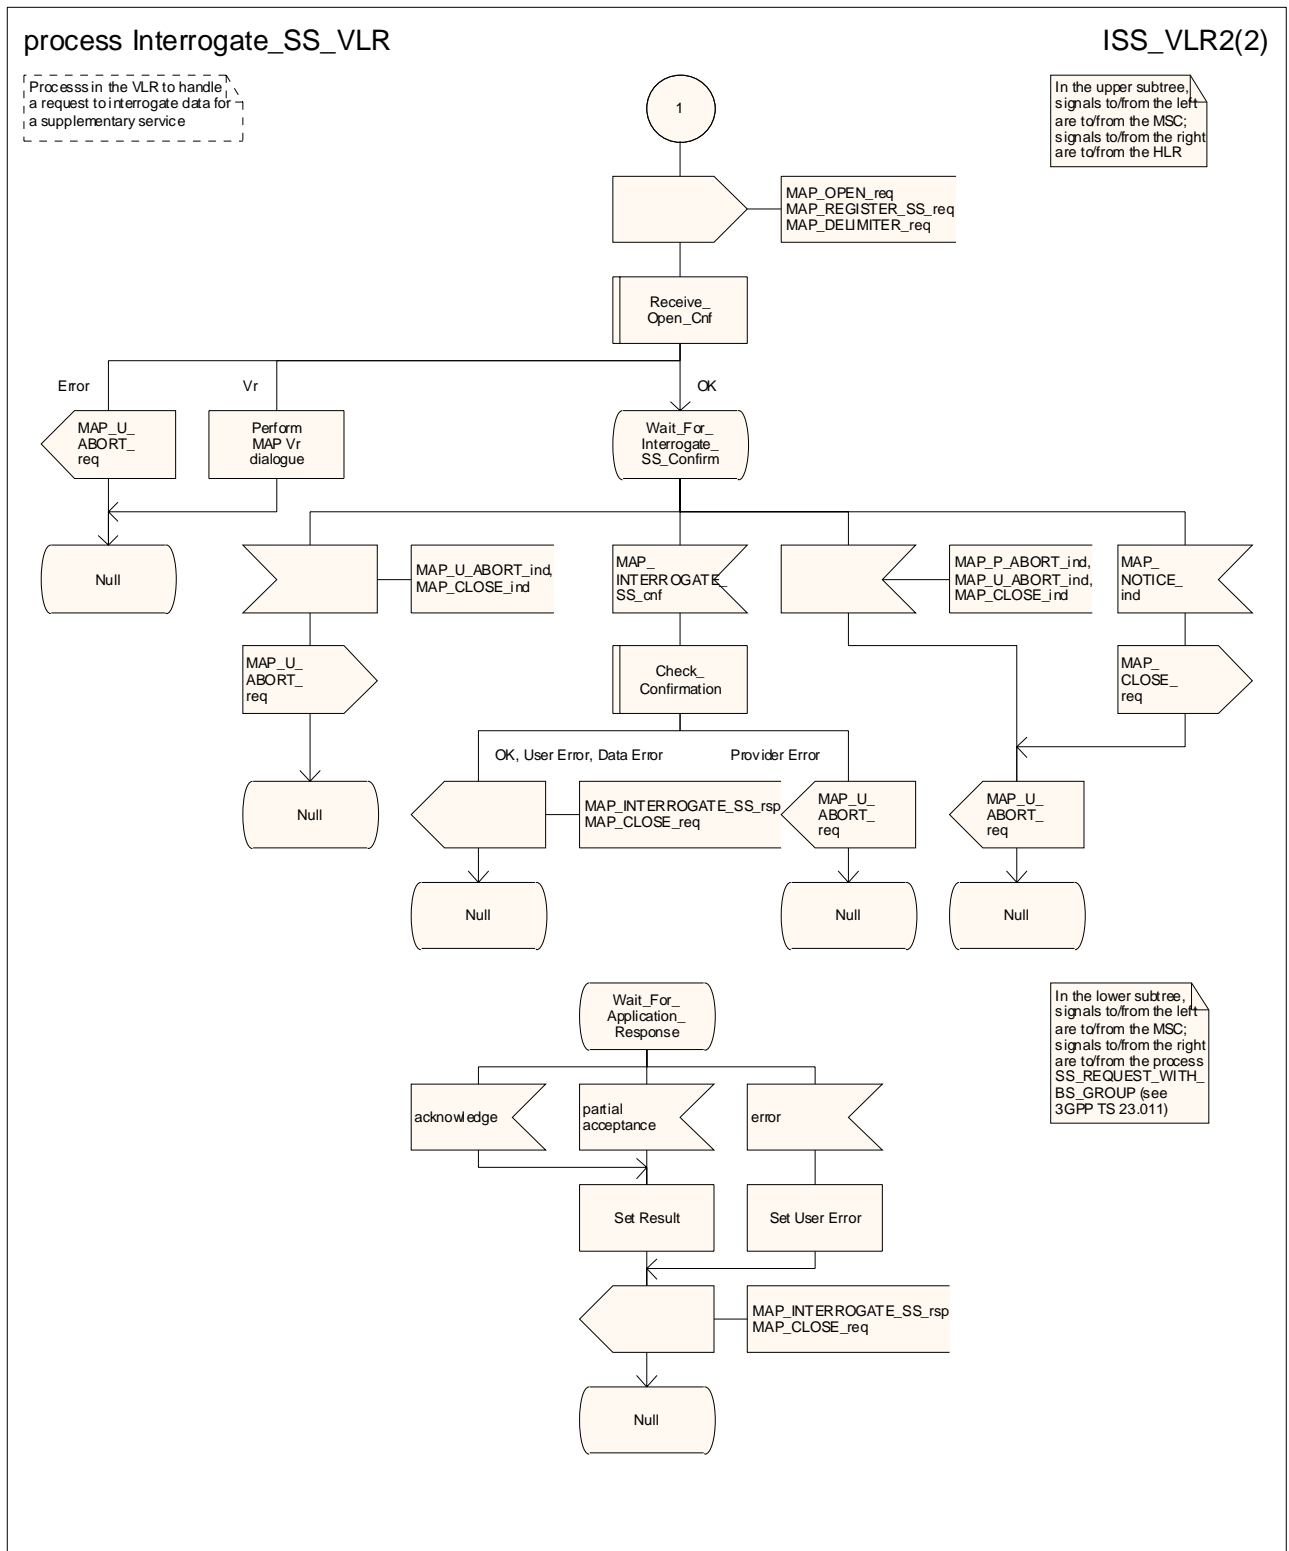 process Interrogate_SS_VLR
ISS_VLR2(2)
Processs in the VLR to handle
a request to interrogate data for
a supplementary service
1
In the upper subtree,
signals to/from the left
are to/from the MSC;
signals to/from the right
are to/from the HLR
MAP_OPEN_req
MAP_REGISTER_SS_req
MAP_DELIMITER_req
Receive_
Open_Cnf
Error
Vr
OK
MAP_U_
ABORT_
req
Perform
MAP Vr
dialogue
Wait_For_
Interrogate_
SS_Confirm
Null
MAP_U_ABORT_ind,
MAP_CLOSE_ind
MAP_
INTERROGATE_
SS_cnf
MAP_P_ABORT_ind,
MAP_U_ABORT_ind,
MAP_CLOSE_ind
MAP_
NOTICE_
ind
MAP_U_
ABORT_
req
Check_
Confirmation
MAP_
CLOSE_
req
OK, User Error, Data Error
Provider Error
Null
MAP_INTERROGATE_SS_rsp
MAP_CLOSE_req
MAP_U_
ABORT_
req
MAP_U_
ABORT_
req
Null
Null
Null
Wait_For_
Application_
Response
In the lower subtree,
signals to/from the left
are to/from the MSC;
signals to/from the right
are to/from the process
SS_REQUEST_WITH_
BS_GROUP (see
3GPP TS 23.011)
acknowledge
partial
acceptance
error
Set Result
Set User Error
MAP_INTERROGATE_SS_rsp
MAP_CLOSE_req
Null